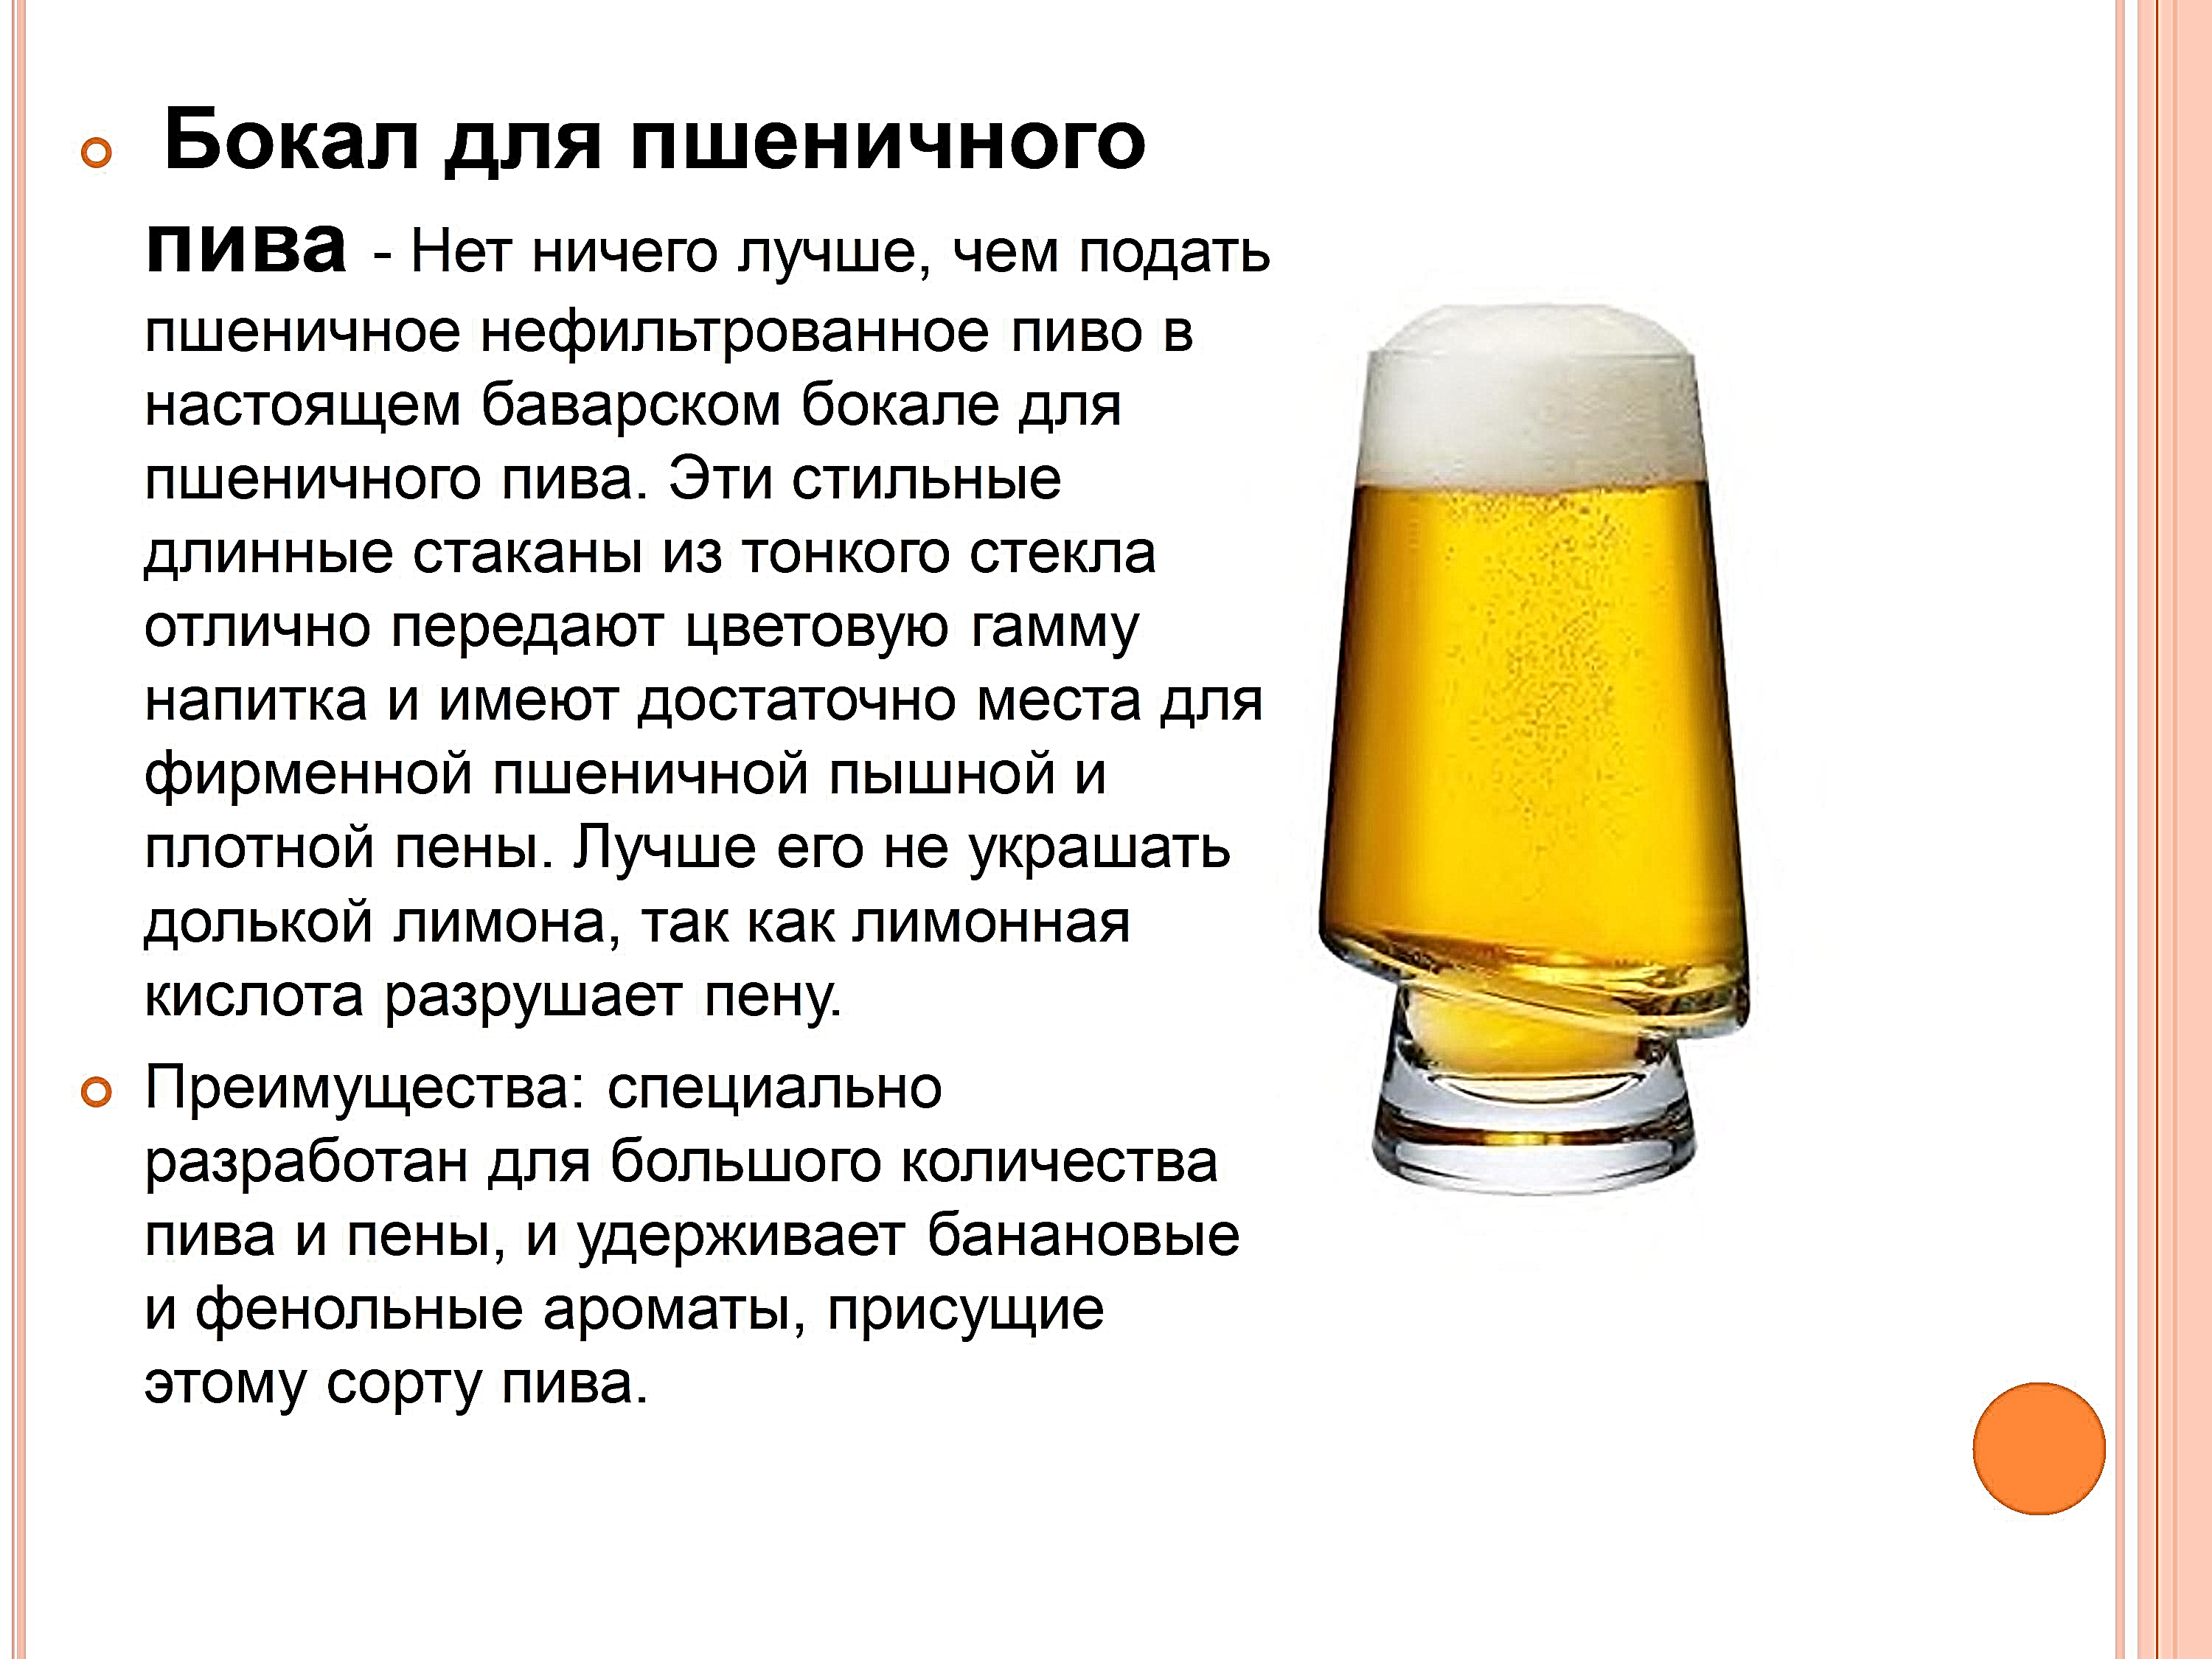 Бокал для пшеничного
пива - Нет ничего лучше, чем подать
пшеничное нефильтрованное пиво в
настоящем баварском бокале для
пшеничного пива. Эти стильные
длинные стаканы из тонкого стекла
отлично передают цветовую гамму
напитка и имеют достаточно места для
фирменной пшеничной пышной и
плотной пены. Лучше его не украшать
долькой лимона, так как лимонная
кислота разрушает пену.
Преимущества: специально
разработан для большого количества
пива и пены, и удерживает банановые
и фенольные ароматы, присущие
этому сорту пива.